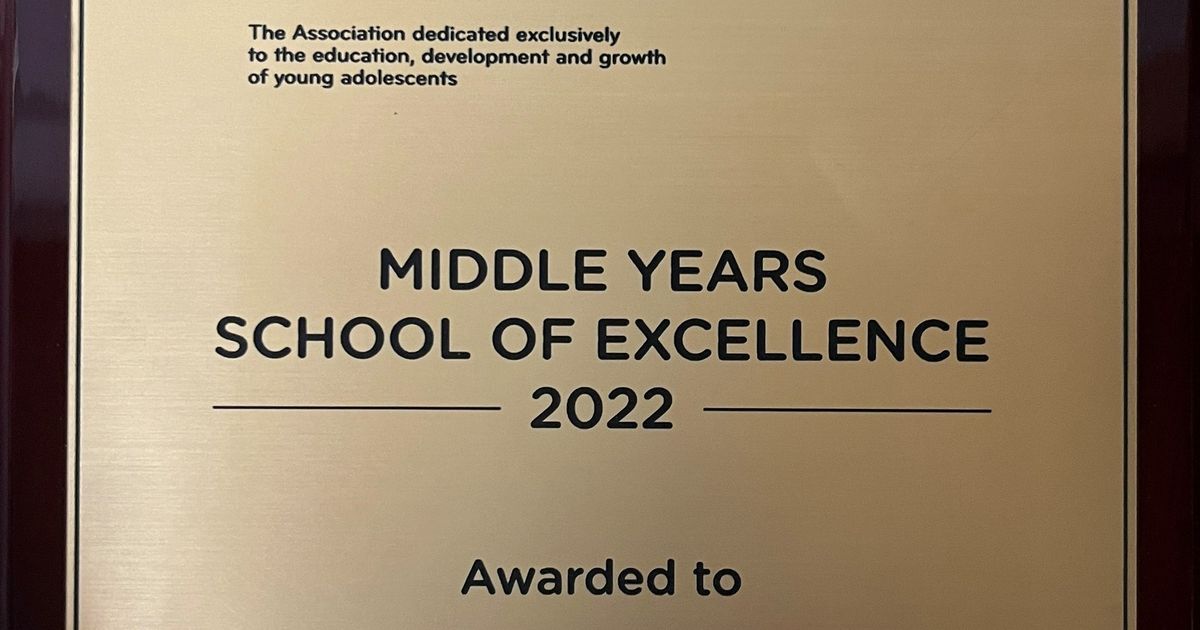 The Association dedicated exclusively
to the education, development and growth
of young adolescents
MIDDLE YEARS
SCHOOL OF EXCELLENCE
2022
Awarded to